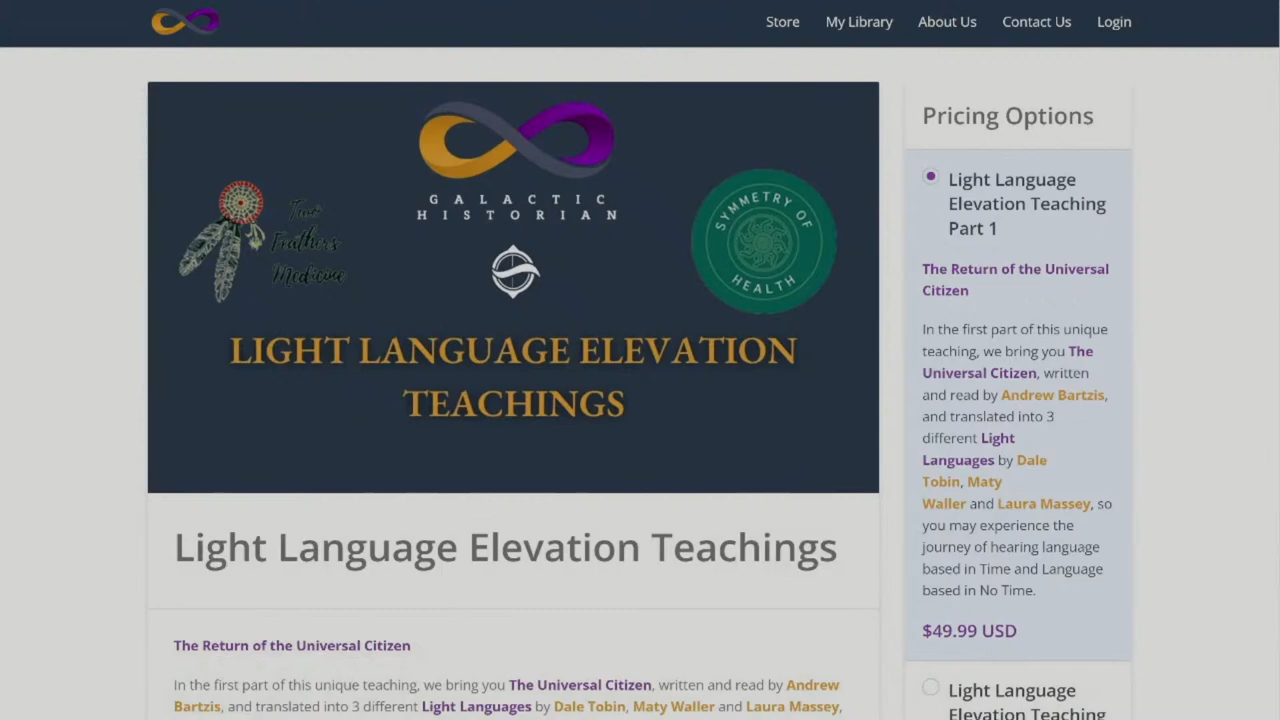 Store My Library About Us Contact Us Login
GALACTIC
HISTORIAN
Two
Feathers
Medicine
SYMMETRY OF
HEALTH
LIGHT LANGUAGE ELEVATION
TEACHINGS
Light Language Elevation Teachings
The Return of the Universal Citizen
In the first part of this unique teaching, we bring you The Universal Citizen, written and read by Andrew
Bartzis, and translated into 3 different Light Languages by Dale Tobin, Maty Waller and Laura Massey,
Pricing Options
Light Language
Elevation Teaching
Part 1
The Return of the Universal
Citizen
In the first part of this unique
teaching, we bring you The
Universal Citizen, written
and read by Andrew Bartzis,
and translated into 3
different Light
Languages by Dale
Tobin, Maty
Waller and Laura Massey, so
you may experience the
journey of hearing language
based in Time and Language
based in No Time.
$49.99 USD
Light Language
Elevation Teaching